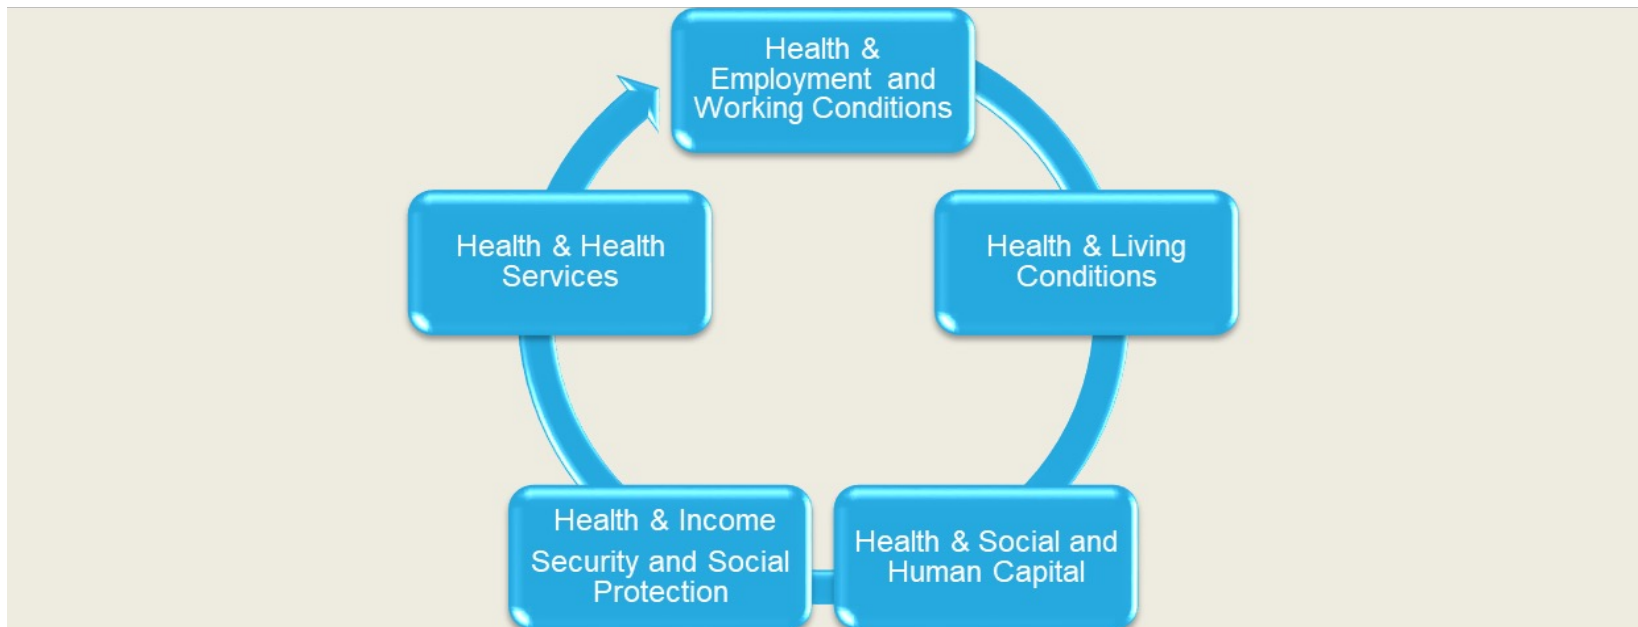 Health &
Employment and
Working Conditions
Health & Living
Conditions
Health & Social and
Human Capital
Health & Income
Security and Social
Protection
Health & Health
Services